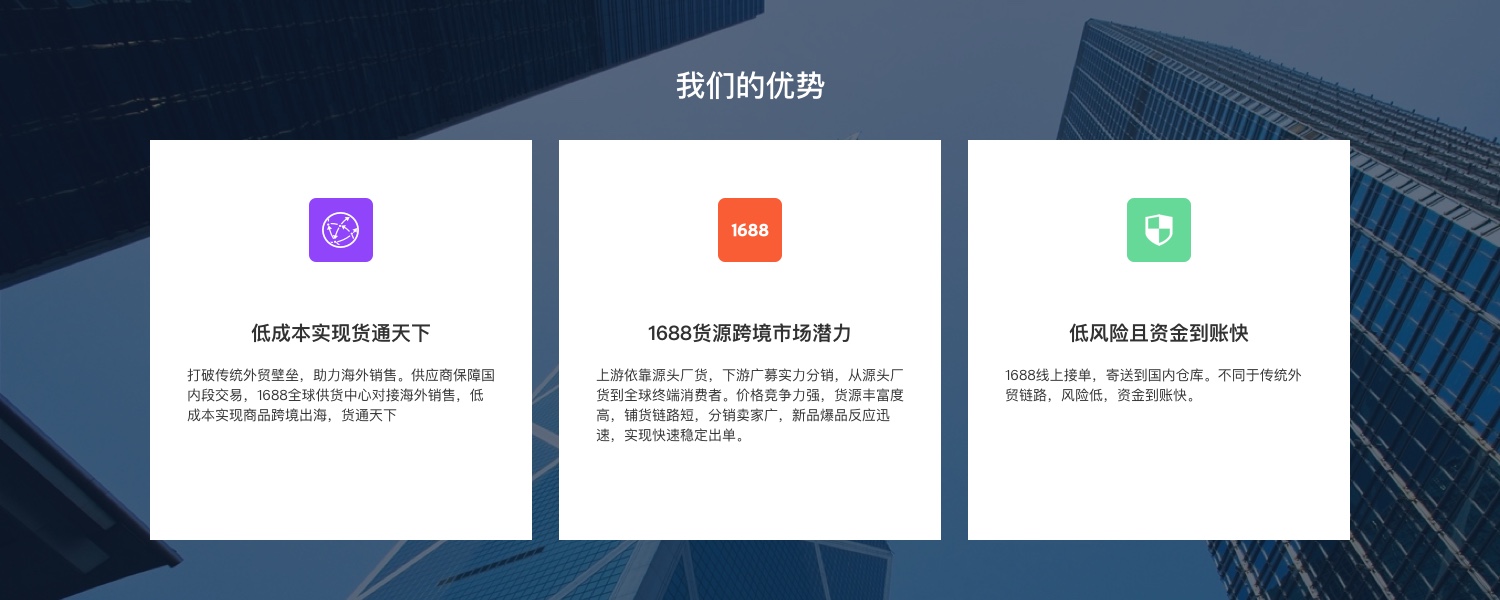 我们的优势
低成本实现货通天下
打破传统外贸壁垒，助力海外销售。供应商保障国
内段交易，1688全球供货中心对接海外销售，低
成本实现商品跨境出海，货通天下
1688
1688货源跨境市场潜力
上游依靠源头厂货，下游广募实力分销，从源头厂
货到全球终端消费者。价格竞争力强，货源丰富度
高，铺货链路短，分销卖家广，新品爆品反应迅
速，实现快速稳定出单。
低风险且资金到账快
1688线上接单，寄送到国内仓库。不同于传统外
贸链路，风险低，资金到账快。